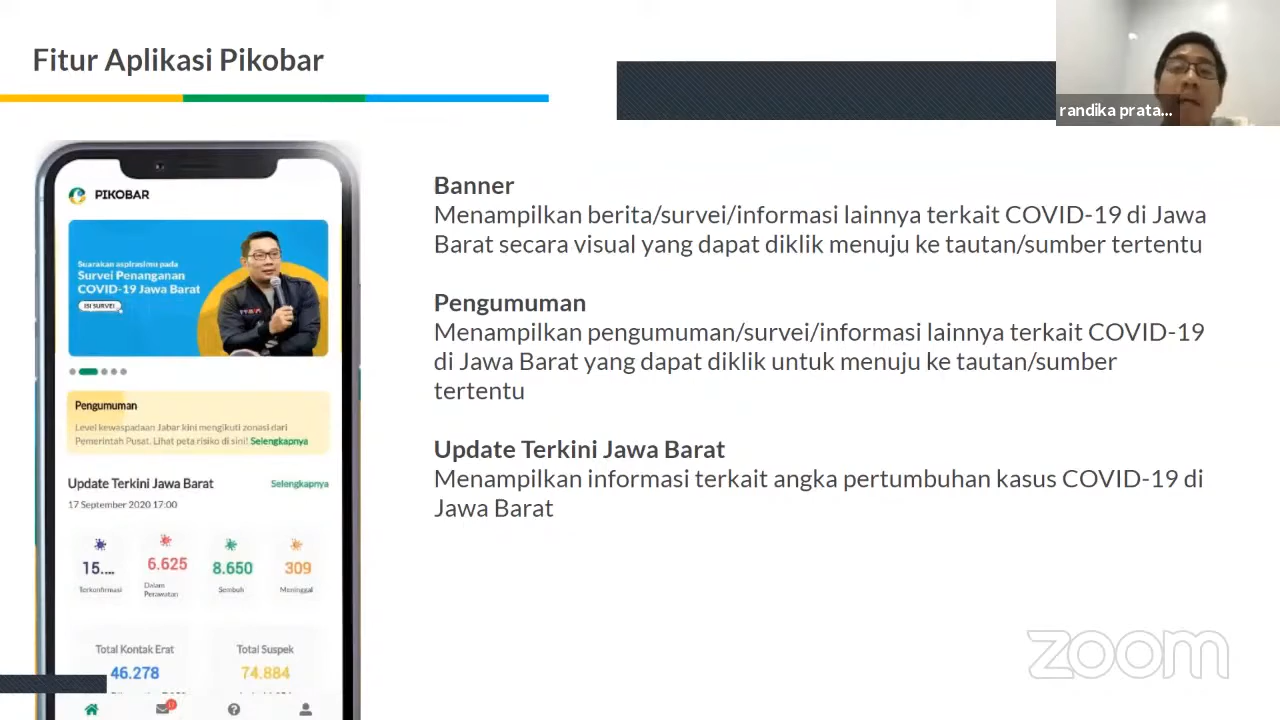 Fitur Aplikasi Pikobar
randika prata...
PIKOBAR
Suarakan aspirasimu pada
Survei Penanganan
COVID-19 Jawa Barat
ISI SURVEI
Pengumuman
Level kewaspadaan Jabar kini mengikuti zonasi dari
Pemerintah Pusat. Lihat peta risiko di sini! Selengkapnya
Update Terkini Jawa Barat Selengkapnya
17 September 2020 17:00
15.... 6.625 8.650 309
Terkonfirmasi Dalam Perawatan Sembuh Meninggal
Total Kontak Erat Total Suspek
46.278 74.884
Banner
Menampilkan berita/survei/informasi lainnya terkait COVID-19 di Jawa
Barat secara visual yang dapat diklik menuju ke tautan/sumber tertentu
Pengumuman
Menampilkan pengumuman/survei/informasi lainnya terkait COVID-19
di Jawa Barat yang dapat diklik untuk menuju ke tautan/sumber
tertentu
Update Terkini Jawa Barat
Menampilkan informasi terkait angka pertumbuhan kasus COVID-19 di
Jawa Barat
zoom